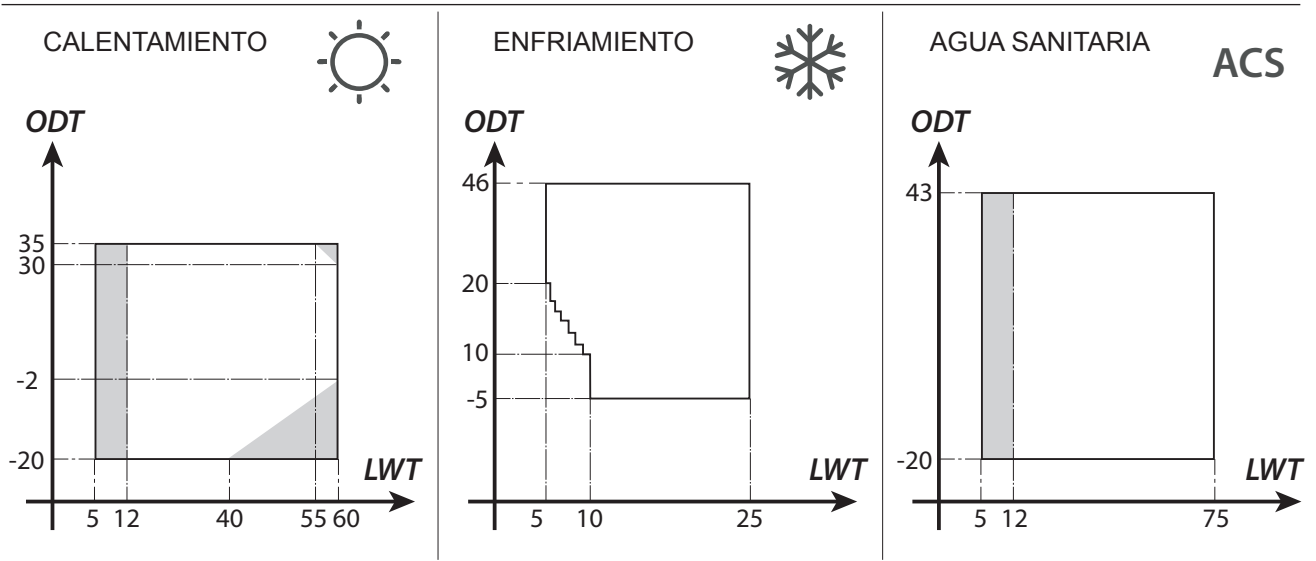 CALENTAMIENTO
ODT
35
30
-2
-20
LWT
5 12 40 55 60
ENFRIAMIENTO
ODT
46
20
10
-5
LWT
5 10 25
AGUA SANITARIA
ACS
ODT
43
-20
LWT
5 12 75